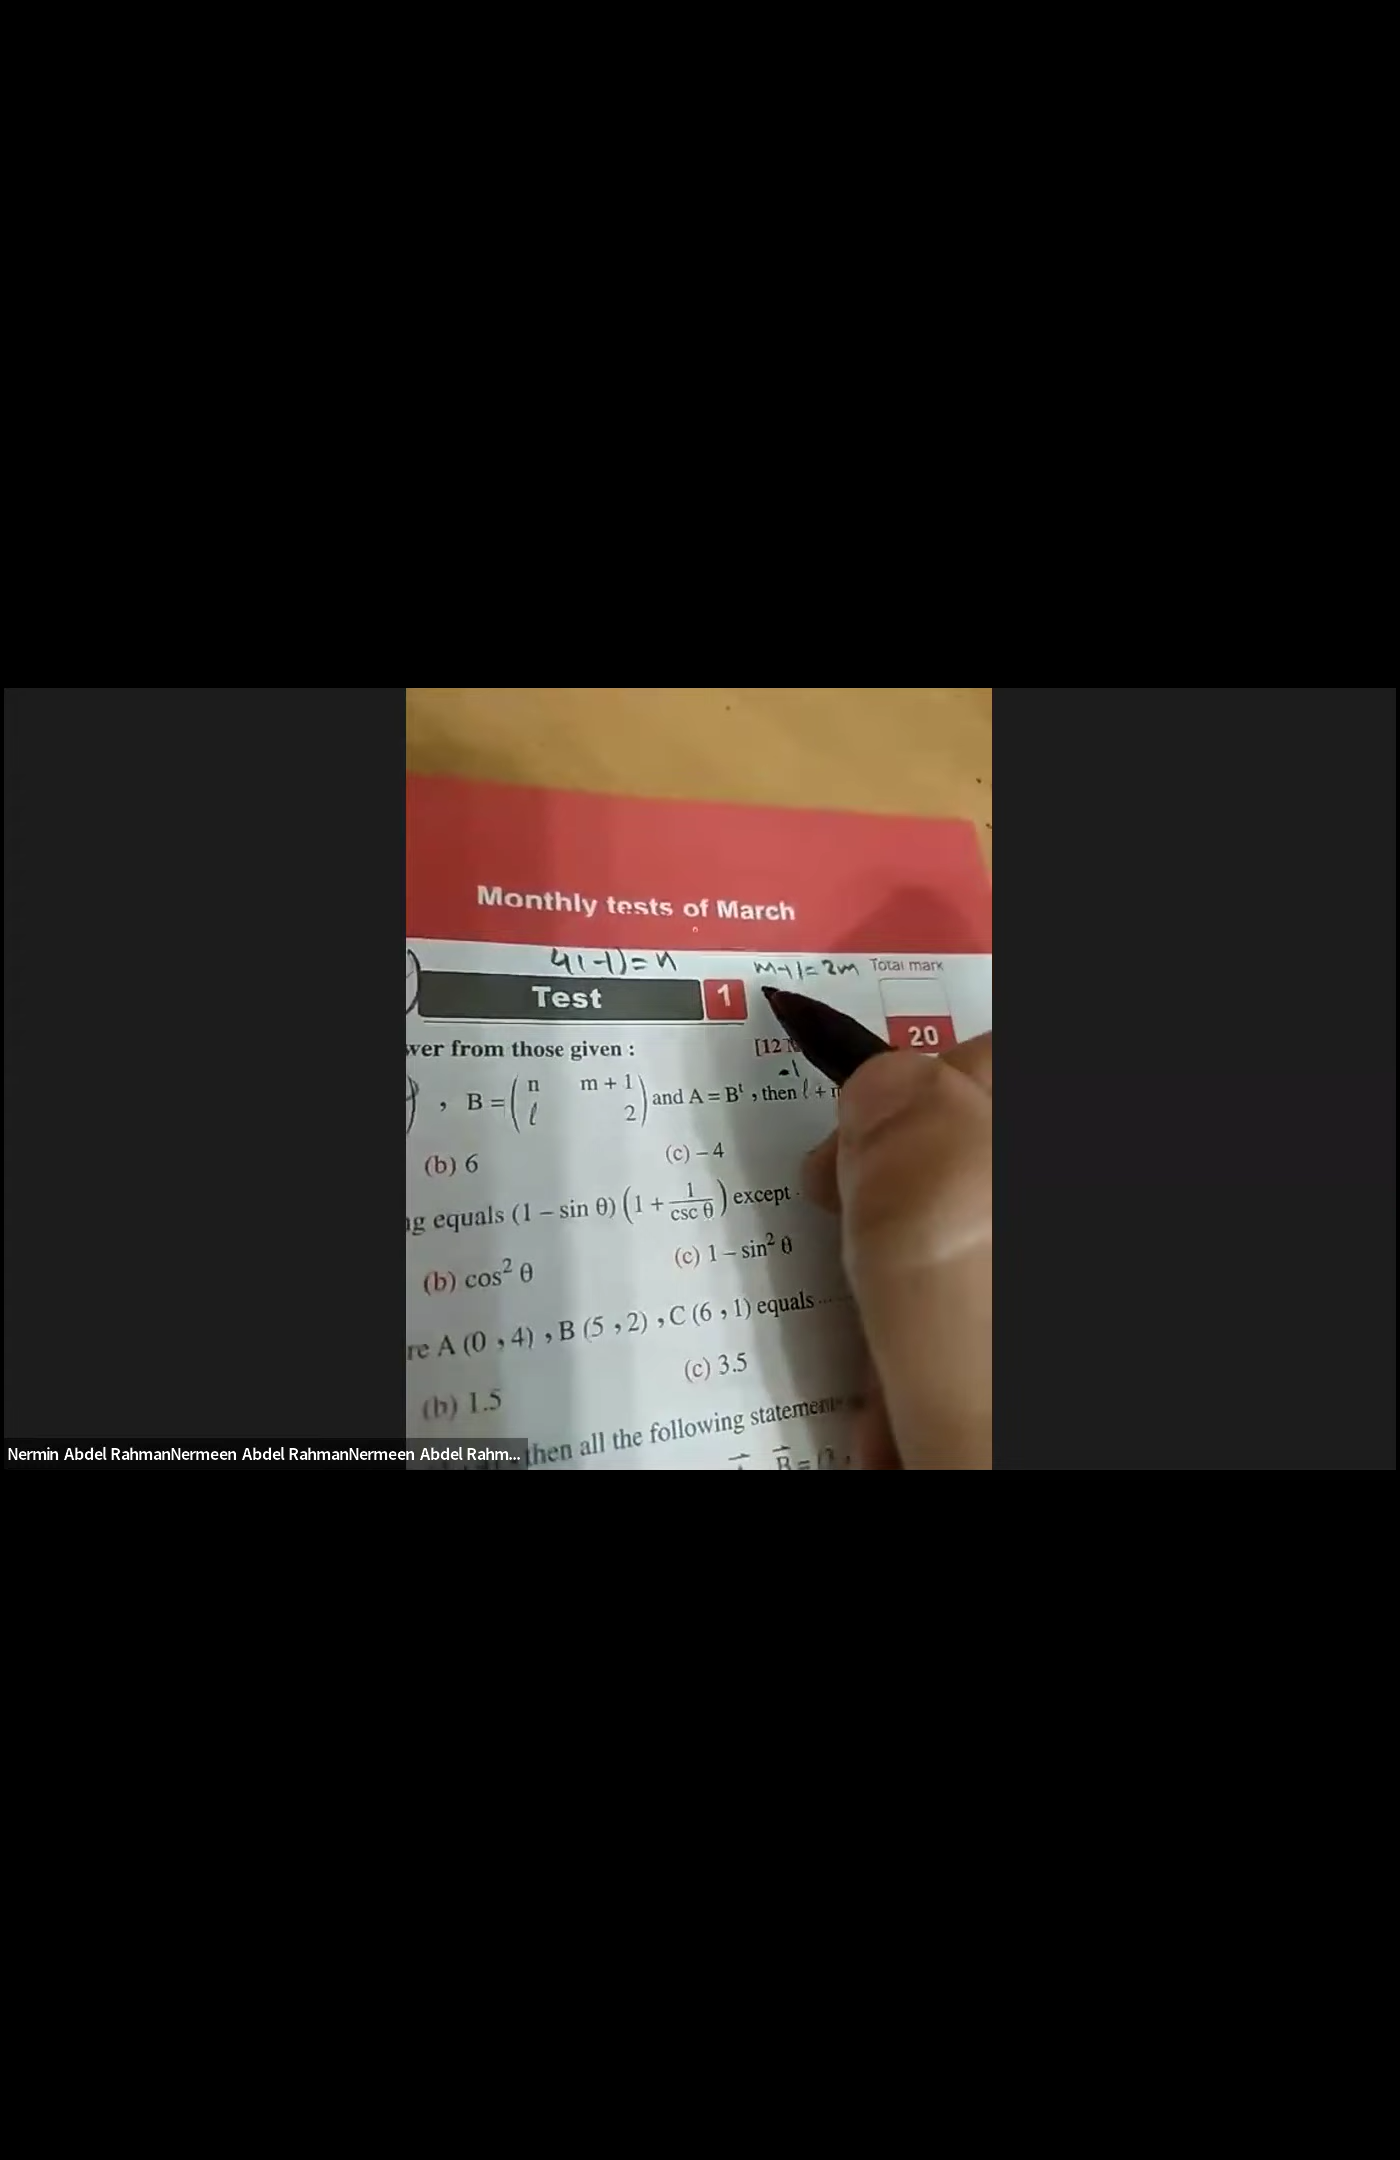 Monthly tests of March
4(-1)=n
m+1=2m
Total mark
Test 1
20
wer from those given :
[12
-1
, B = ( n m + 1
ℓ 2 ) and A = Bᵗ , then ℓ +
(b) 6
(c) – 4
equals (1 – sin θ) (1 + 1/csc θ) except
(b) cos² θ
(c) 1 – sin² θ
re A (0 , 4) , B (5 , 2) , C (6 , 1) equals ...
(b) 1.5
(c) 3.5
then all the following statement
B =
Nermin Abdel RahmanNermeen Abdel RahmanNermeen Abdel Rahm...